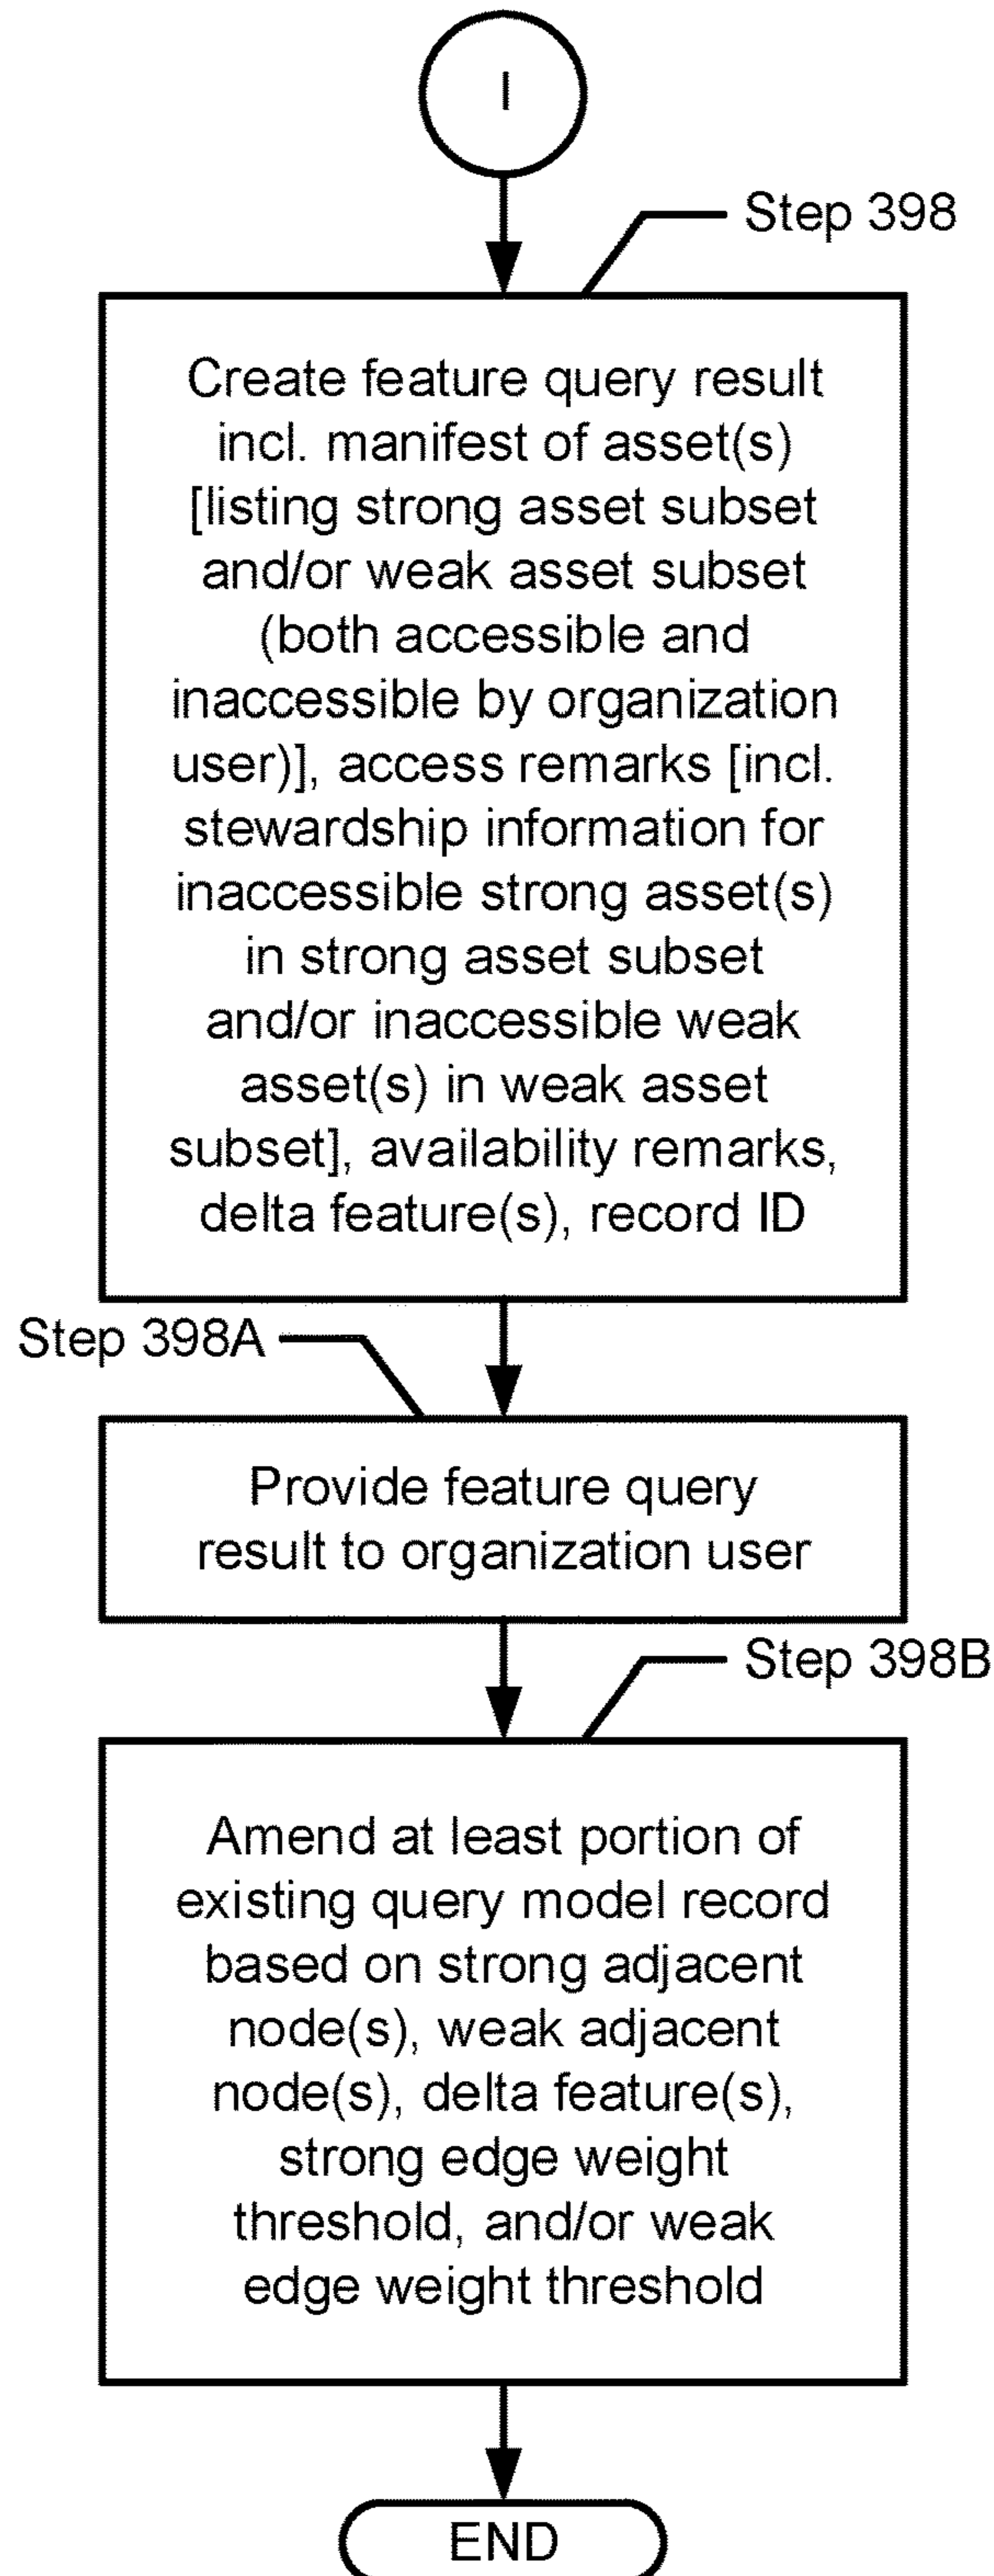 I
Step 398
Create feature query result
incl. manifest of asset(s)
[listing strong asset subset
and/or weak asset subset
(both accessible and
inaccessible by organization
user)], access remarks [incl.
stewardship information for
inaccessible strong asset(s)
in strong asset subset
and/or inaccessible weak
asset(s) in weak asset
subset], availability remarks,
delta feature(s), record ID
Step 398A
Provide feature query
result to organization user
Step 398B
Amend at least portion of
existing query model record
based on strong adjacent
node(s), weak adjacent
node(s), delta feature(s),
strong edge weight
threshold, and/or weak
edge weight threshold
END